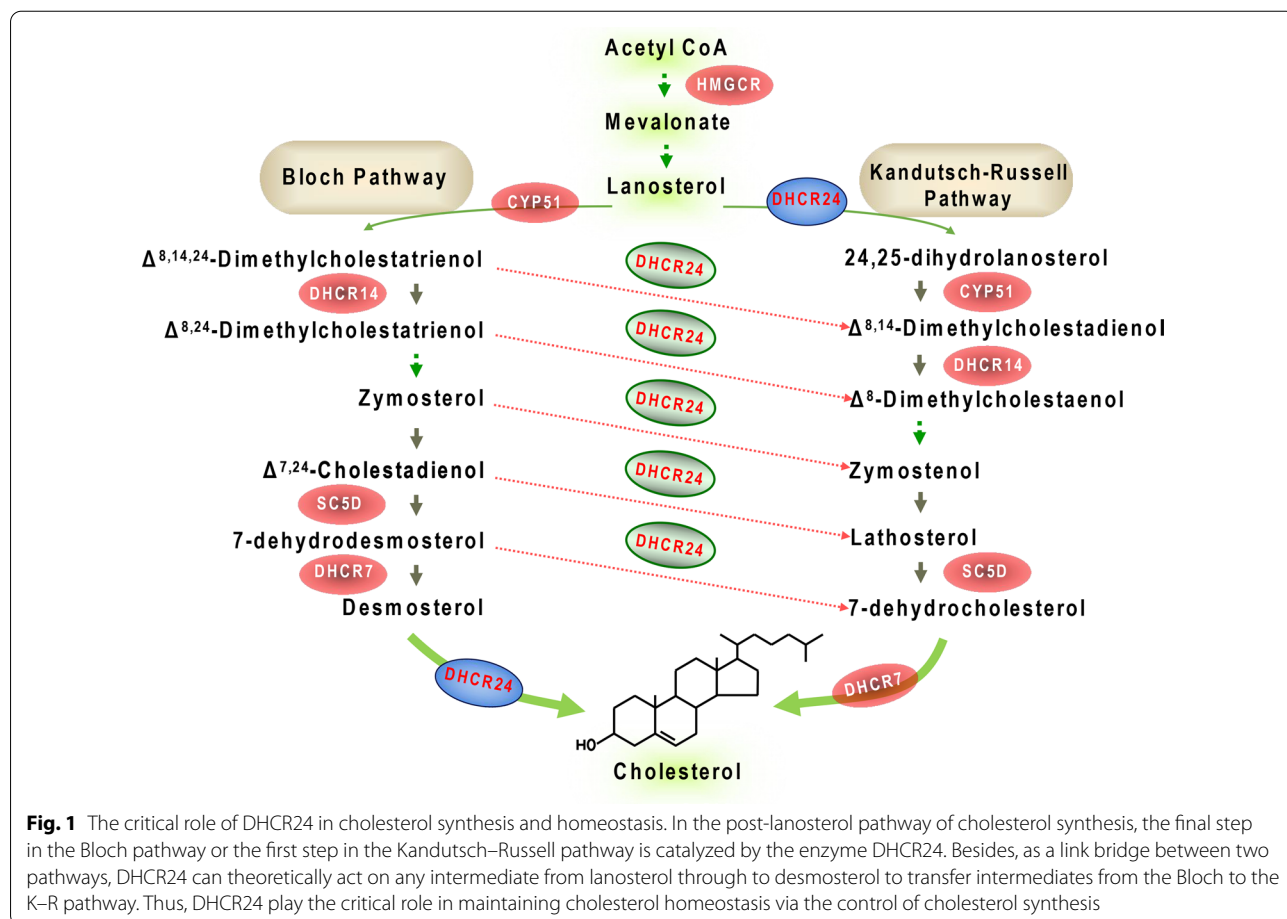 Acetyl CoA
HMGCR
Mevalonate
Bloch Pathway
Kandutsch-Russell
Pathway
Lanosterol
CYP51
DHCR24
Δ8,14,24-Dimethylcholestatrienol
DHCR24
24,25-dihydrolanosterol
DHCR14
CYP51
Δ8,24-Dimethylcholestatrienol
DHCR24
Δ8,14-Dimethylcholestadienol
DHCR14
Zymosterol
DHCR24
Δ8-Dimethylcholestaenol
Δ7,24-Cholestadienol
DHCR24
Zymostenol
SC5D
7-dehydrodesmosterol
DHCR24
Lathosterol
DHCR7
SC5D
Desmosterol
7-dehydrocholesterol
DHCR24
DHCR7
HO
Cholesterol
Fig. 1 The critical role of DHCR24 in cholesterol synthesis and homeostasis. In the post-lanosterol pathway of cholesterol synthesis, the final step
in the Bloch pathway or the first step in the Kandutsch–Russell pathway is catalyzed by the enzyme DHCR24. Besides, as a link bridge between two
pathways, DHCR24 can theoretically act on any intermediate from lanosterol through to desmosterol to transfer intermediates from the Bloch to the
K–R pathway. Thus, DHCR24 play the critical role in maintaining cholesterol homeostasis via the control of cholesterol synthesis